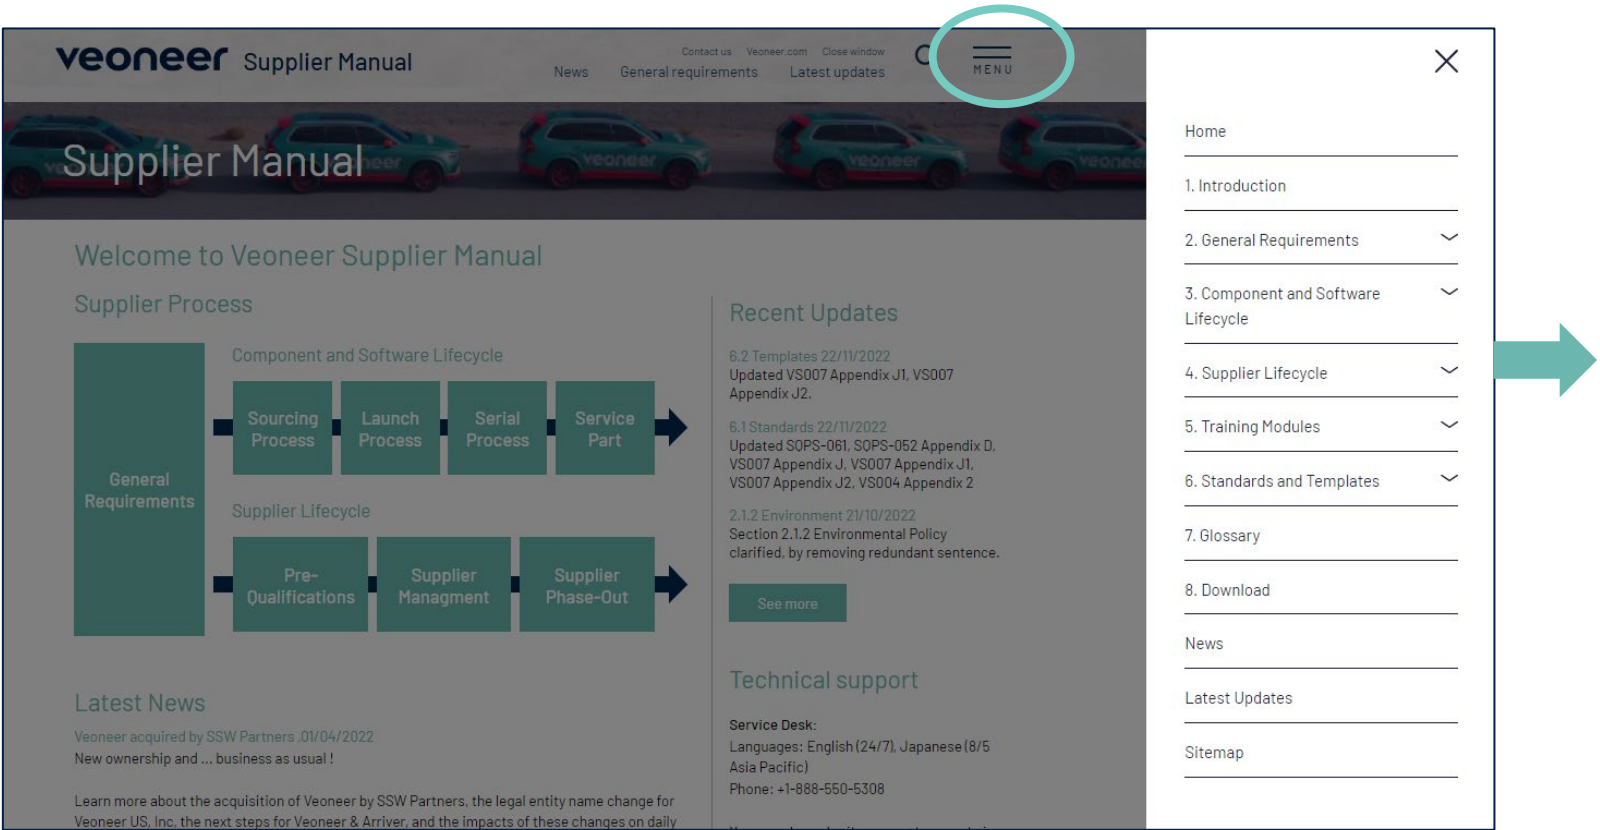 veoneer Supplier Manual
Contact us Veoneer.com Close window
News General requirements Latest updates
MENU
Supplier Manual
veoneer
veoneer
Welcome to Veoneer Supplier Manual
Supplier Process
General
Requirements
Component and Software Lifecycle
Sourcing
Process
Launch
Process
Serial
Process
Service
Part
Supplier Lifecycle
Pre-
Qualifications
Supplier
Managment
Supplier
Phase-Out
Latest News
Veoneer acquired by SSW Partners ,01/04/2022
New ownership and ... business as usual !
Learn more about the acquisition of Veoneer by SSW Partners, the legal entity name change for
Veoneer US, Inc, the next steps for Veoneer & Arriver, and the impacts of these changes on daily
Recent Updates
6.2 Templates 22/11/2022
Updated VS007 Appendix J1, VS007
Appendix J2.
6.1 Standards 22/11/2022
Updated SQPS-061, SQPS-052 Appendix D,
VS007 Appendix J, VS007 Appendix J1,
VS007 Appendix J2, VS004 Appendix 2
2.1.2 Environment 21/10/2022
Section 2.1.2 Environmental Policy
clarified, by removing redundant sentence.
See more
Technical support
Service Desk:
Languages: English (24/7), Japanese (8/5
Asia Pacific)
Phone: +1-888-550-5308
Home
1. Introduction
2. General Requirements
3. Component and Software
Lifecycle
4. Supplier Lifecycle
5. Training Modules
6. Standards and Templates
7. Glossary
8. Download
News
Latest Updates
Sitemap